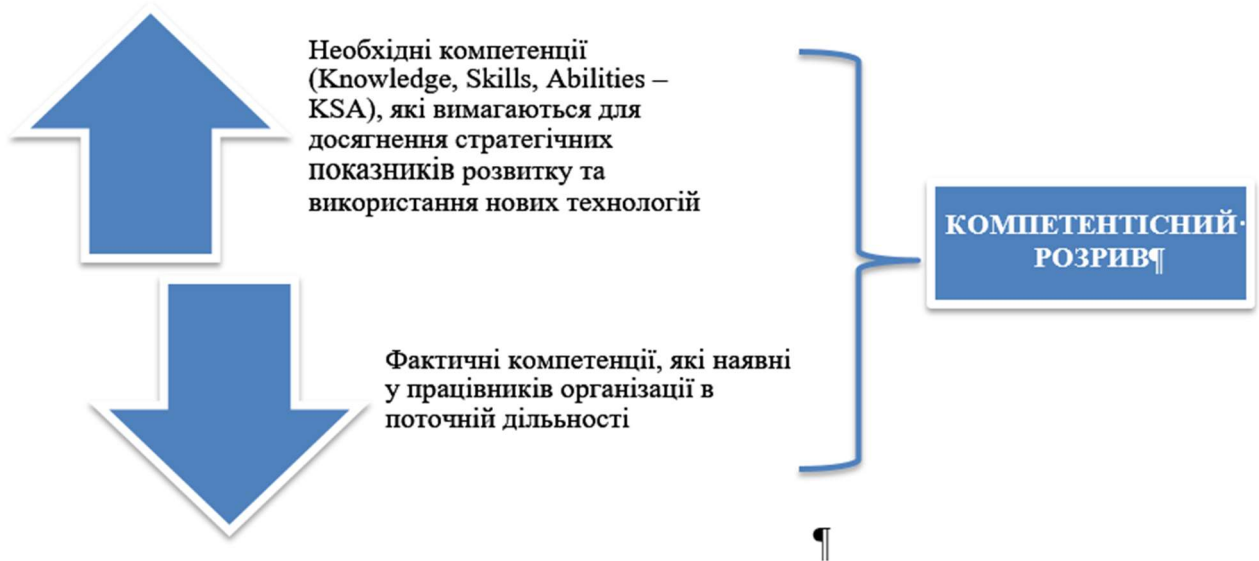 Необхідні компетенції
(Knowledge, Skills, Abilities –
KSA), які вимагаються для
досягнення стратегічних
показників розвитку та
використання нових технологій
КОМПЕТЕНТІСНИЙ·
РОЗРИВ¶
Фактичні компетенції, які наявні
у працівників організації в
поточній ділььності
¶